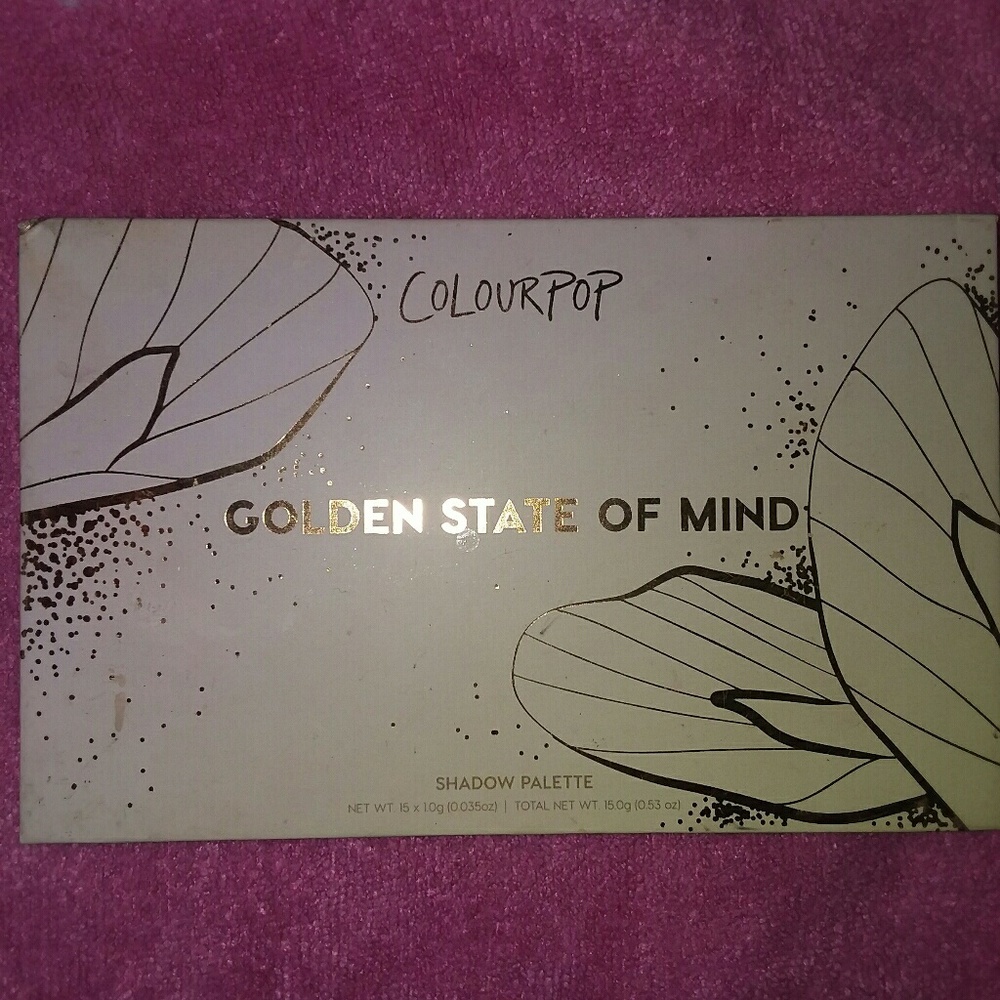 COLOURPOP
GOLDEN STATE OF MIND
SHADOW PALETTE
NET WT. 15 x 1.0g (0.035oz) | TOTAL NET WT. 15.0g (0.53 oz)